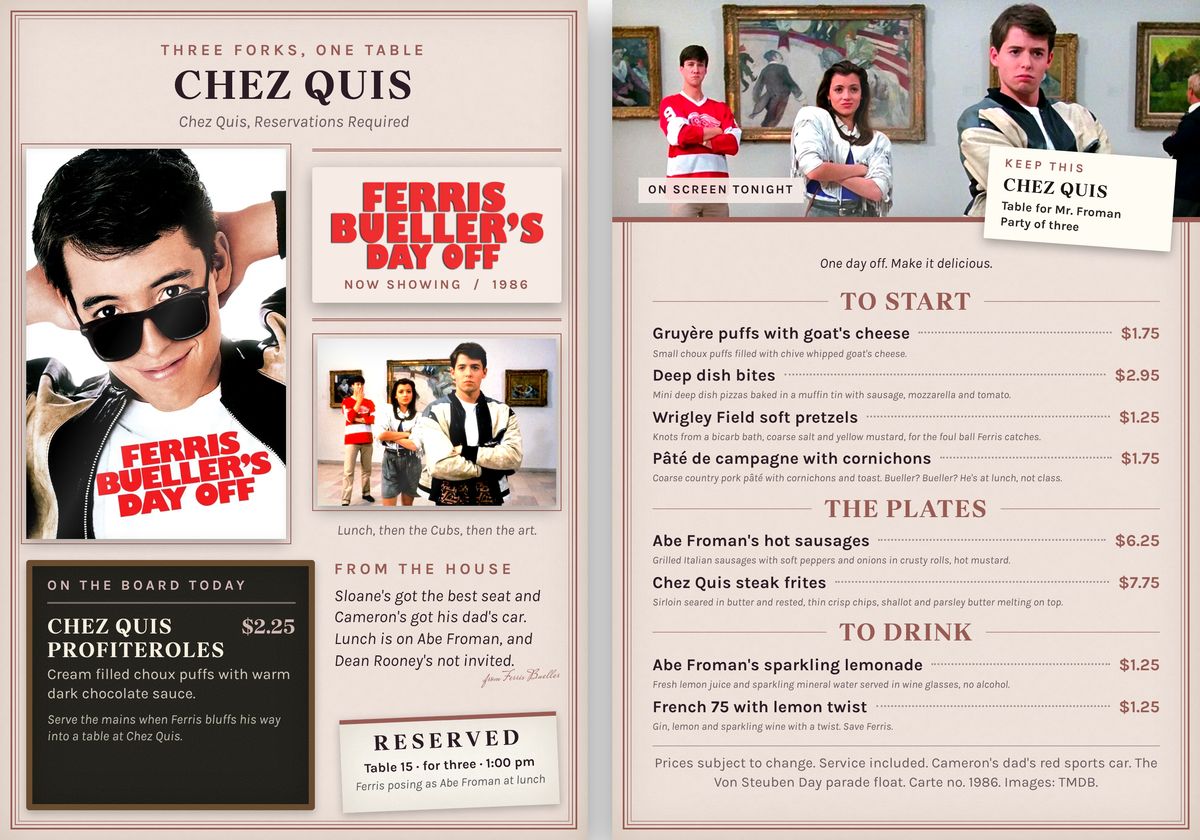 THREE FORKS, ONE TABLE
CHEZ QUIS
Chez Quis, Reservations Required
FERRIS
BUELLER'S
DAY OFF
FERRIS
BUELLER'S
DAY OFF
NOW SHOWING / 1986
Lunch, then the Cubs, then the art.
ON THE BOARD TODAY
CHEZ QUIS
PROFITEROLES
$2.25
Cream filled choux puffs with warm
dark chocolate sauce.
Serve the mains when Ferris bluffs his way
into a table at Chez Quis.
FROM THE HOUSE
Sloane's got the best seat and
Cameron's got his dad's car.
Lunch is on Abe Froman, and
Dean Rooney's not invited.
from Ferris Bueller
RESERVED
Table 15 · for three · 1:00 pm
Ferris posing as Abe Froman at lunch
ON SCREEN TONIGHT
KEEP THIS
CHEZ QUIS
Table for Mr. Froman
Party of three
One day off. Make it delicious.
TO START
Gruyère puffs with goat's cheese $1.75
Small choux puffs filled with chive whipped goat's cheese.
Deep dish bites $2.95
Mini deep dish pizzas baked in a muffin tin with sausage, mozzarella and tomato.
Wrigley Field soft pretzels $1.25
Knots from a bicarb bath, coarse salt and yellow mustard, for the foul ball Ferris catches.
Pâté de campagne with cornichons $1.75
Coarse country pork pâté with cornichons and toast. Bueller? Bueller? He's at lunch, not class.
THE PLATES
Abe Froman's hot sausages $6.25
Grilled Italian sausages with soft peppers and onions in crusty rolls, hot mustard.
Chez Quis steak frites $7.75
Sirloin seared in butter and rested, thin crisp chips, shallot and parsley butter melting on top.
TO DRINK
Abe Froman's sparkling lemonade $1.25
Fresh lemon juice and sparkling mineral water served in wine glasses, no alcohol.
French 75 with lemon twist $1.25
Gin, lemon and sparkling wine with a twist. Save Ferris.
Prices subject to change. Service included. Cameron's dad's red sports car. The
Von Steuben Day parade float. Carte no. 1986. Images: TMDB.